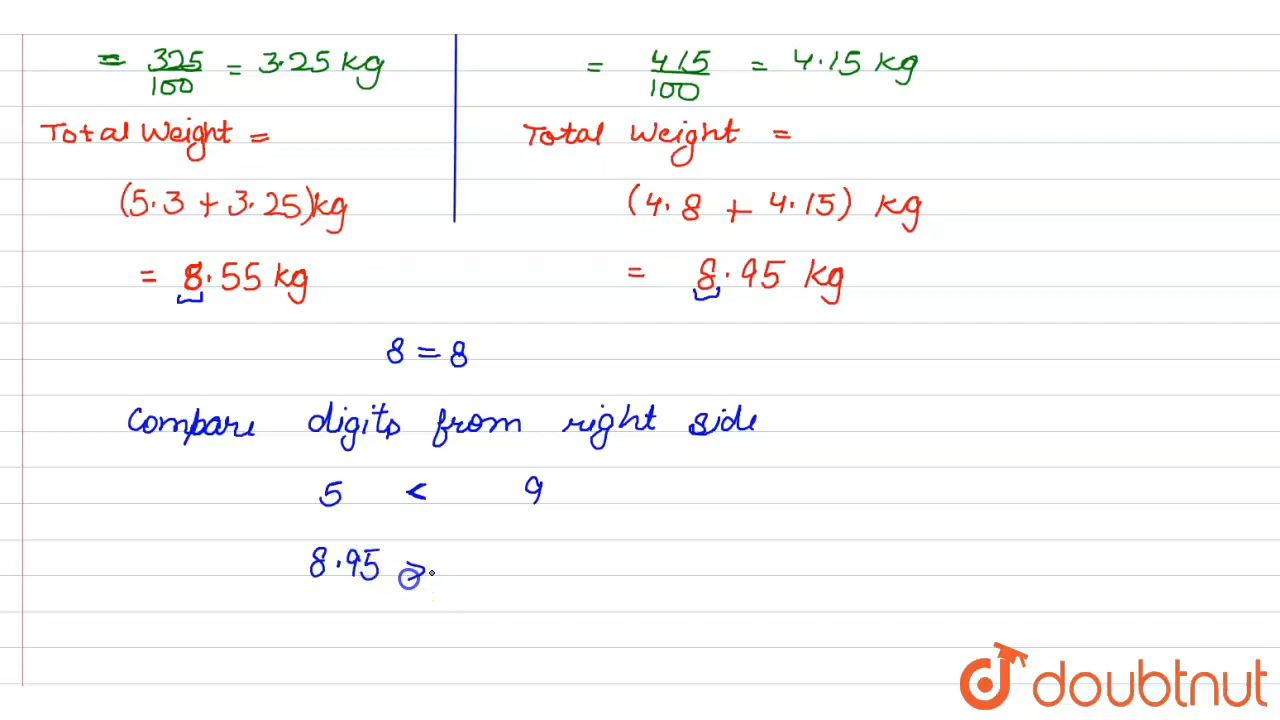 = 325/100 = 3.25 kg
Total Weight =
(5.3 + 3.25)kg
= 8.55 kg
= 415/100 = 4.15 kg
Total Weight =
(4.8 + 4.15) kg
= 8.95 kg
8 = 8
Compare digits from right side
5 < 9
8.95 >
doubtnut